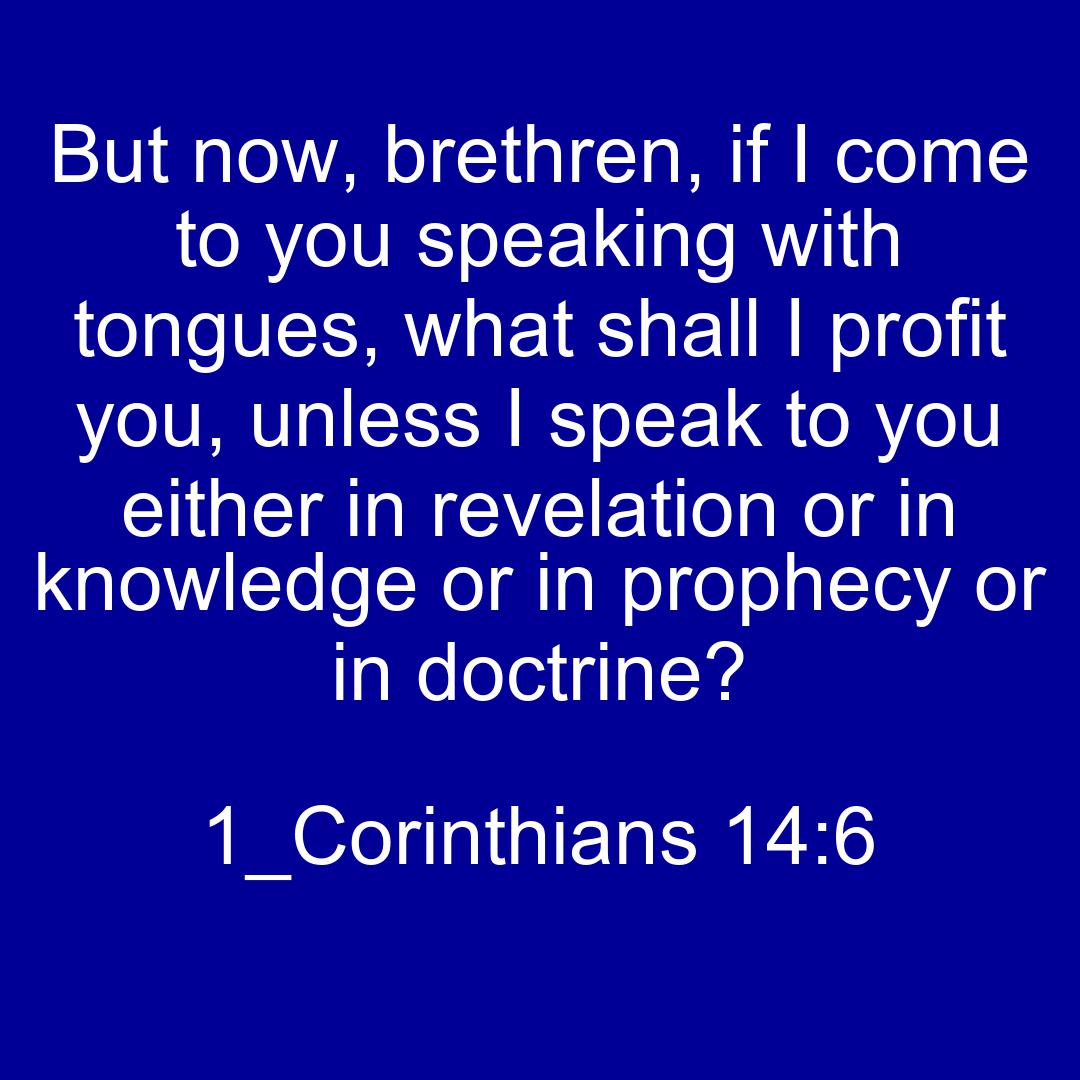 But now, brethren, if I come
to you speaking with
tongues, what shall I profit
you, unless I speak to you
either in revelation or in
knowledge or in prophecy or
in doctrine?
1_Corinthians 14:6